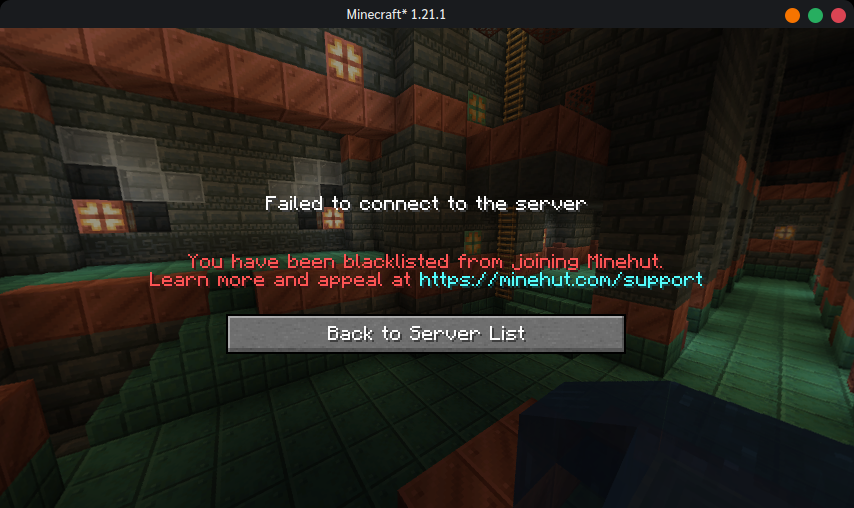 Minecraft* 1.21.1
Failed to connect to the server
You have been blacklisted from joining Minehut.
Learn more and appeal at https://minehut.com/support
Back to Server List